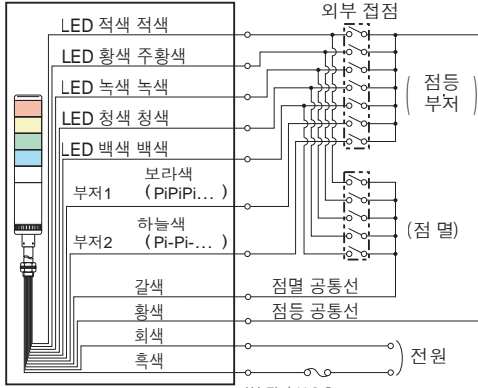 외부 접점
LED 적색 적색
LED 황색 주황색
LED 녹색 녹색
LED 청색 청색
LED 백색 백색
(점등 부저)
부저1 보라색 (PiPiPi... )
부저2 하늘색 (Pi-Pi-... )
(점 멸)
갈색 점멸 공통선
황색 점등 공통선
회색
흑색
전원